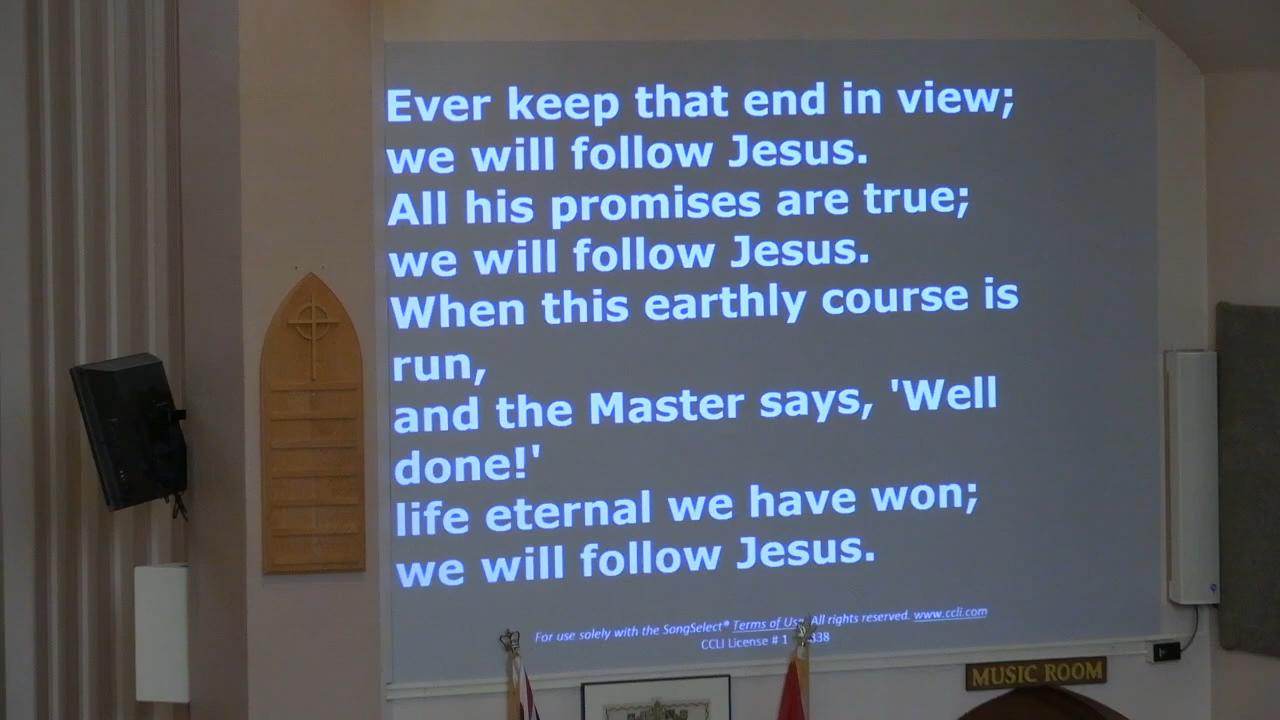 Ever keep that end in view;
we will follow Jesus.
All his promises are true;
we will follow Jesus.
When this earthly course is
run,
and the Master says, 'Well
done!'
life eternal we have won;
we will follow Jesus.
For use solely with the SongSelect® Terms of Use. All rights reserved. www.ccli.com
CCLI License #
MUSIC ROOM